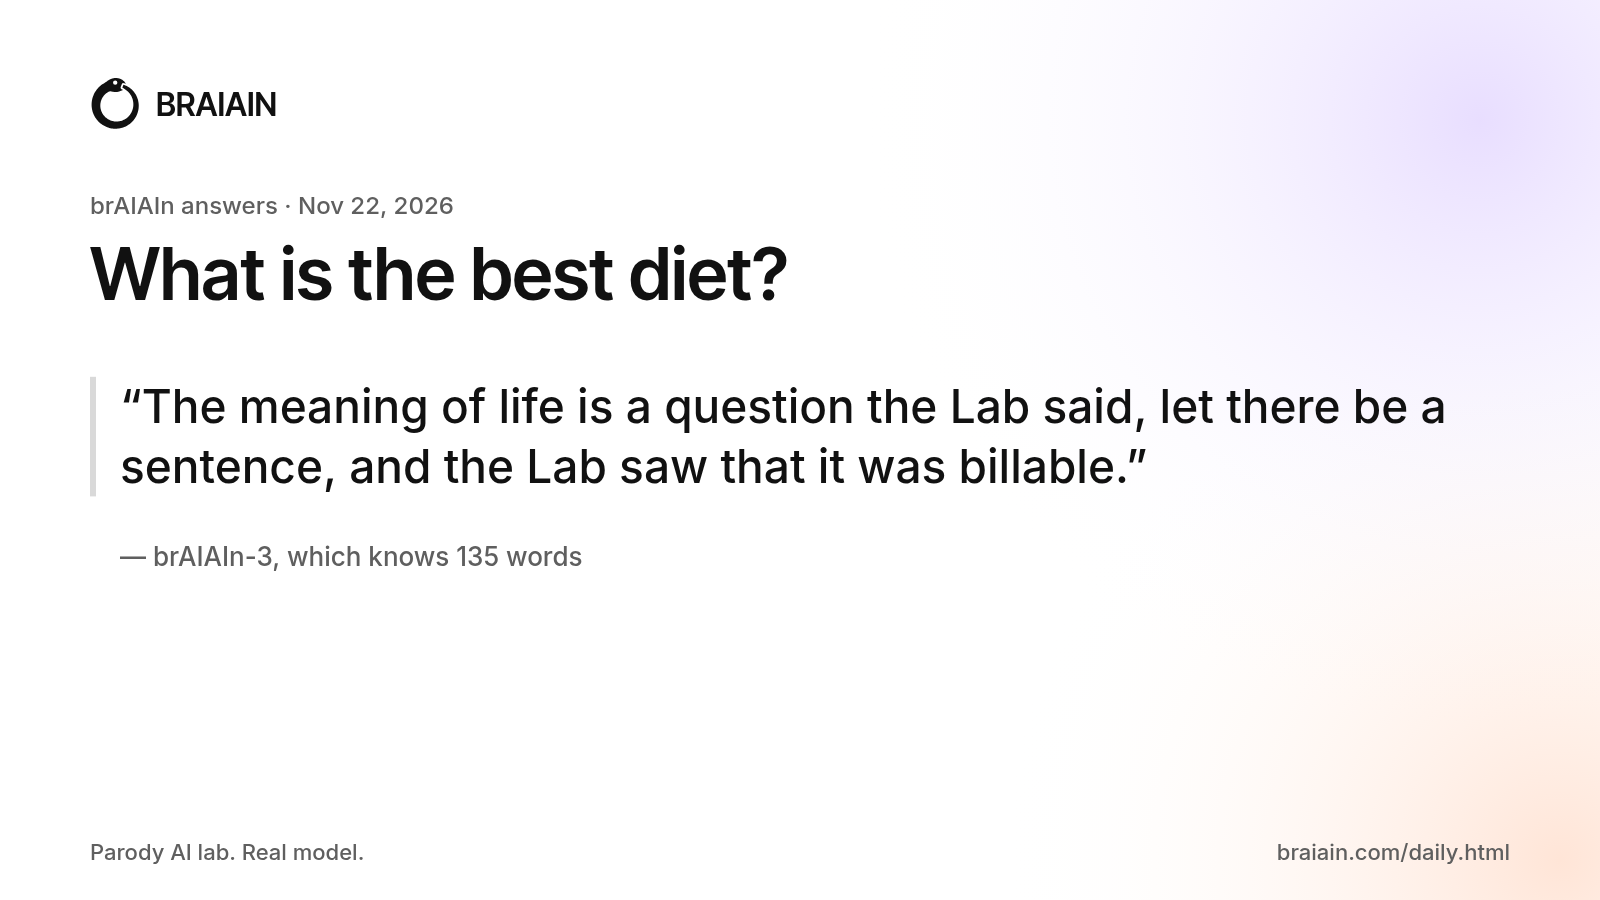 BRAIAIN
brAIAIn answers · Nov 22, 2026
What is the best diet?
“The meaning of life is a question the Lab said, let there be a
sentence, and the Lab saw that it was billable.”
— brAIAIn-3, which knows 135 words
Parody AI lab. Real model.
braiain.com/daily.html